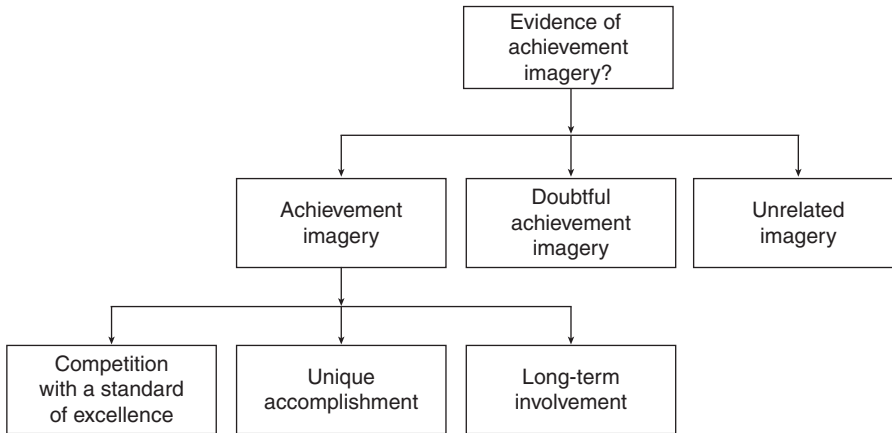 Evidence of
achievement
imagery?
Achievement
imagery
Doubtful
achievement
imagery
Unrelated
imagery
Competition
with a standard
of excellence
Unique
accomplishment
Long-term
involvement